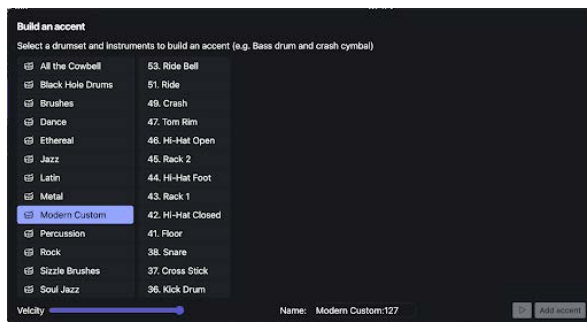 Build an accent
Select a drumset and instruments to build an accent (e.g. Bass drum and crash cymbal)
All the Cowbell
Black Hole Drums
Brushes
Dance
Ethereal
Jazz
Latin
Metal
Modern Custom
Percussion
Rock
Sizzle Brushes
Soul Jazz
53. Ride Bell
51. Ride
49. Crash
47. Tom Rim
46. Hi-Hat Open
45. Rack 2
44. Hi-Hat Foot
43. Rack 1
42. Hi-Hat Closed
41. Floor
38. Snare
37. Cross Stick
36. Kick Drum
Velcity
Name: Modern Custom:127
Add accent